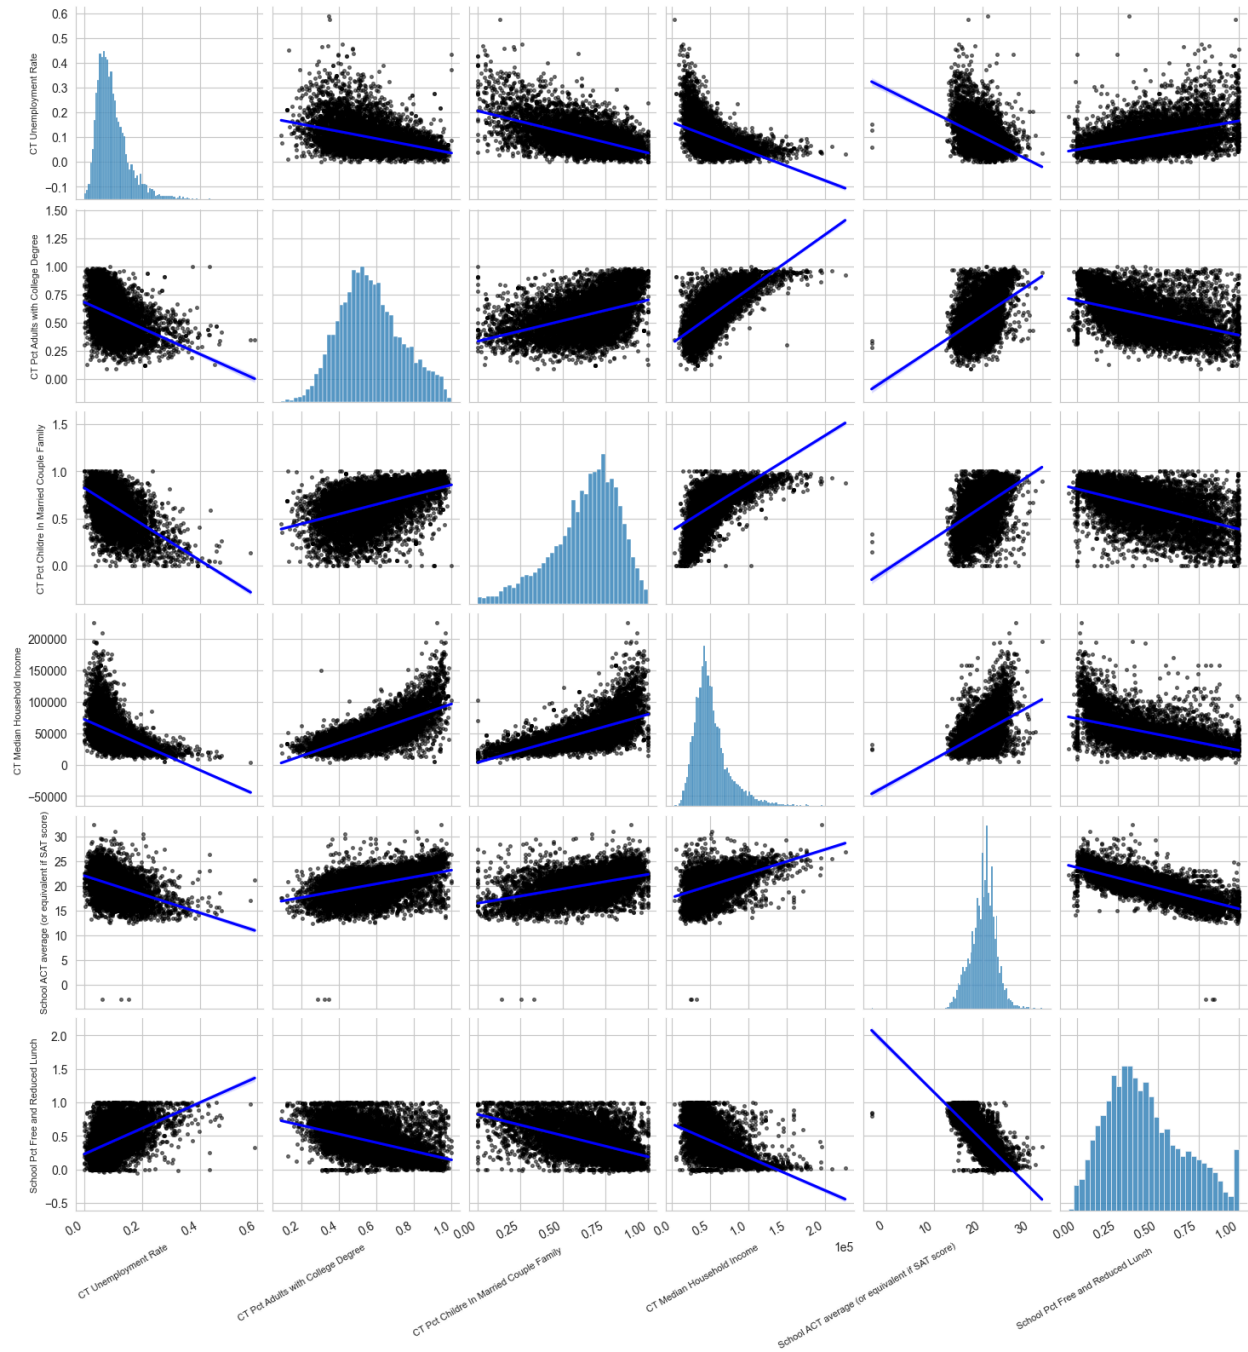 CT Unemployment Rate
0.6
0.5
0.4
0.3
0.2
0.1
0.0
−0.1
CT Pct Adults with College Degree
1.50
1.25
1.00
0.75
0.50
0.25
0.00
CT Pct Childre In Married Couple Family
1.5
1.0
0.5
0.0
CT Median Household Income
200000
150000
100000
50000
0
−50000
School ACT average (or equivalent if SAT score)
30
25
20
15
10
5
0
School Pct Free and Reduced Lunch
2.0
1.5
1.0
0.5
0.0
−0.5
0.0 0.2 0.4 0.6
0.2 0.4 0.6 0.8 1.0
0.00 0.25 0.50 0.75 1.00
0.0 0.5 1.0 1.5 2.0
1e5
0 10 20 30
0.00 0.25 0.50 0.75 1.00
CT Unemployment Rate
CT Pct Adults with College Degree
CT Pct Childre In Married Couple Family
CT Median Household Income
School ACT average (or equivalent if SAT score)
School Pct Free and Reduced Lunch